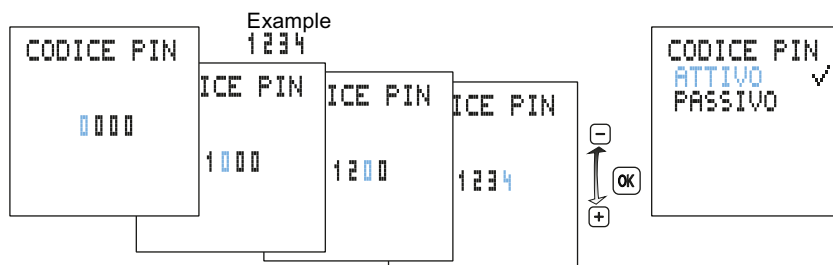 Example
1234
CODICE PIN
0000
ICE PIN
1000
ICE PIN
1200
ICE PIN
1234
−
OK
+
CODICE PIN
ATTIVO ✓
PASSIVO